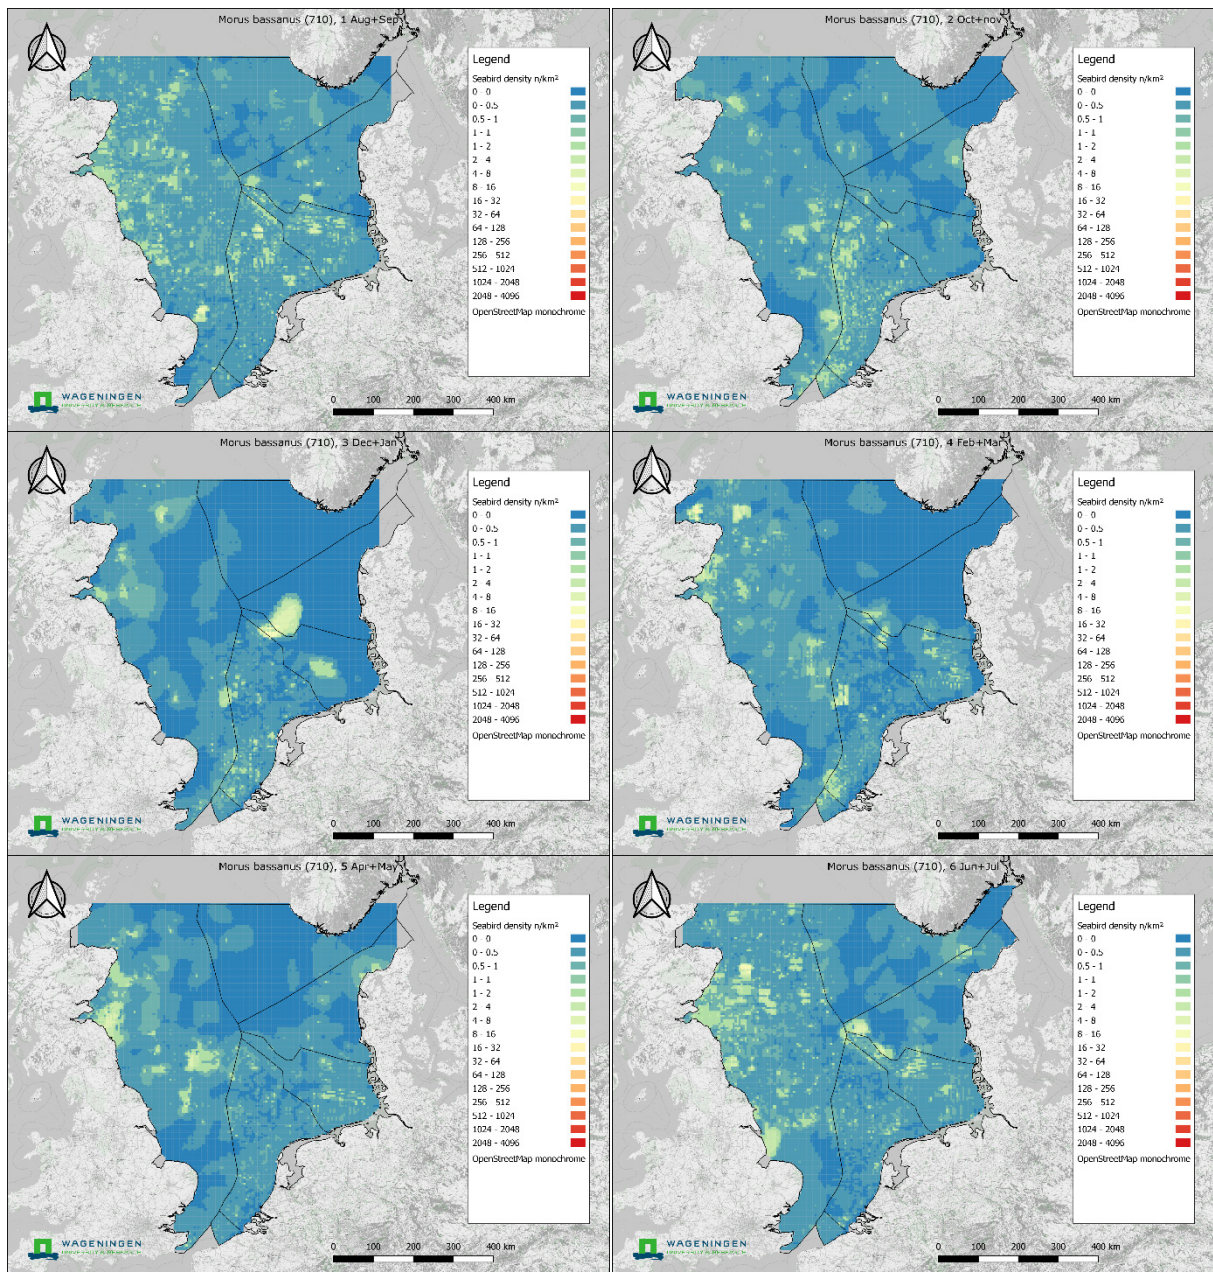 Morus bassanus (710), 1 Aug+Sep
Legend
Seabird density n/km²
0 - 0
0 - 0.5
0.5 - 1
1 - 1
1 - 2
2 - 4
4 - 8
8 - 16
16 - 32
32 - 64
64 - 128
128 - 256
256 - 512
512 - 1024
1024 - 2048
2048 - 4096
OpenStreetMap monochrome
WAGENINGEN
UNIVERSITY & RESEARCH
0 100 200 300 400 km
Morus bassanus (710), 2 Oct+nov
Legend
Seabird density n/km²
0 - 0
0 - 0.5
0.5 - 1
1 - 1
1 - 2
2 - 4
4 - 8
8 - 16
16 - 32
32 - 64
64 - 128
128 - 256
256 - 512
512 - 1024
1024 - 2048
2048 - 4096
OpenStreetMap monochrome
WAGENINGEN
UNIVERSITY & RESEARCH
0 100 200 300 400 km
Morus bassanus (710), 3 Dec+Jan
Legend
Seabird density n/km²
0 - 0
0 - 0.5
0.5 - 1
1 - 1
1 - 2
2 - 4
4 - 8
8 - 16
16 - 32
32 - 64
64 - 128
128 - 256
256 - 512
512 - 1024
1024 - 2048
2048 - 4096
OpenStreetMap monochrome
WAGENINGEN
UNIVERSITY & RESEARCH
0 100 200 300 400 km
Morus bassanus (710), 4 Feb+Mar
Legend
Seabird density n/km²
0 - 0
0 - 0.5
0.5 - 1
1 - 1
1 - 2
2 - 4
4 - 8
8 - 16
16 - 32
32 - 64
64 - 128
128 - 256
256 - 512
512 - 1024
1024 - 2048
2048 - 4096
OpenStreetMap monochrome
WAGENINGEN
UNIVERSITY & RESEARCH
0 100 200 300 400 km
Morus bassanus (710), 5 Apr+May
Legend
Seabird density n/km²
0 - 0
0 - 0.5
0.5 - 1
1 - 1
1 - 2
2 - 4
4 - 8
8 - 16
16 - 32
32 - 64
64 - 128
128 - 256
256 - 512
512 - 1024
1024 - 2048
2048 - 4096
OpenStreetMap monochrome
WAGENINGEN
UNIVERSITY & RESEARCH
0 100 200 300 400 km
Morus bassanus (710), 6 Jun+Jul
Legend
Seabird density n/km²
0 - 0
0 - 0.5
0.5 - 1
1 - 1
1 - 2
2 - 4
4 - 8
8 - 16
16 - 32
32 - 64
64 - 128
128 - 256
256 - 512
512 - 1024
1024 - 2048
2048 - 4096
OpenStreetMap monochrome
WAGENINGEN
UNIVERSITY & RESEARCH
0 100 200 300 400 km